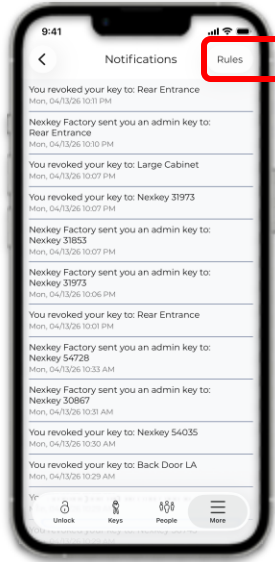 9:41
Notifications
Rules
You revoked your key to: Rear Entrance
Mon, 04/13/26 10:11 PM
Nexkey Factory sent you an admin key to:
Rear Entrance
Mon, 04/13/26 10:10 PM
You revoked your key to: Large Cabinet
Mon, 04/13/26 10:07 PM
You revoked your key to: Nexkey 31973
Mon, 04/13/26 10:07 PM
Nexkey Factory sent you an admin key to:
Nexkey 31853
Mon, 04/13/26 10:07 PM
Nexkey Factory sent you an admin key to:
Nexkey 31973
Mon, 04/13/26 10:06 PM
You revoked your key to: Rear Entrance
Mon, 04/13/26 10:01 PM
Nexkey Factory sent you an admin key to:
Nexkey 54728
Mon, 04/13/26 10:33 AM
Nexkey Factory sent you an admin key to:
Nexkey 30867
Mon, 04/13/26 10:31 AM
You revoked your key to: Nexkey 54035
Mon, 04/13/26 10:30 AM
You revoked your key to: Back Door LA
Mon, 04/13/26 10:29 AM
Unlock
Keys
People
More